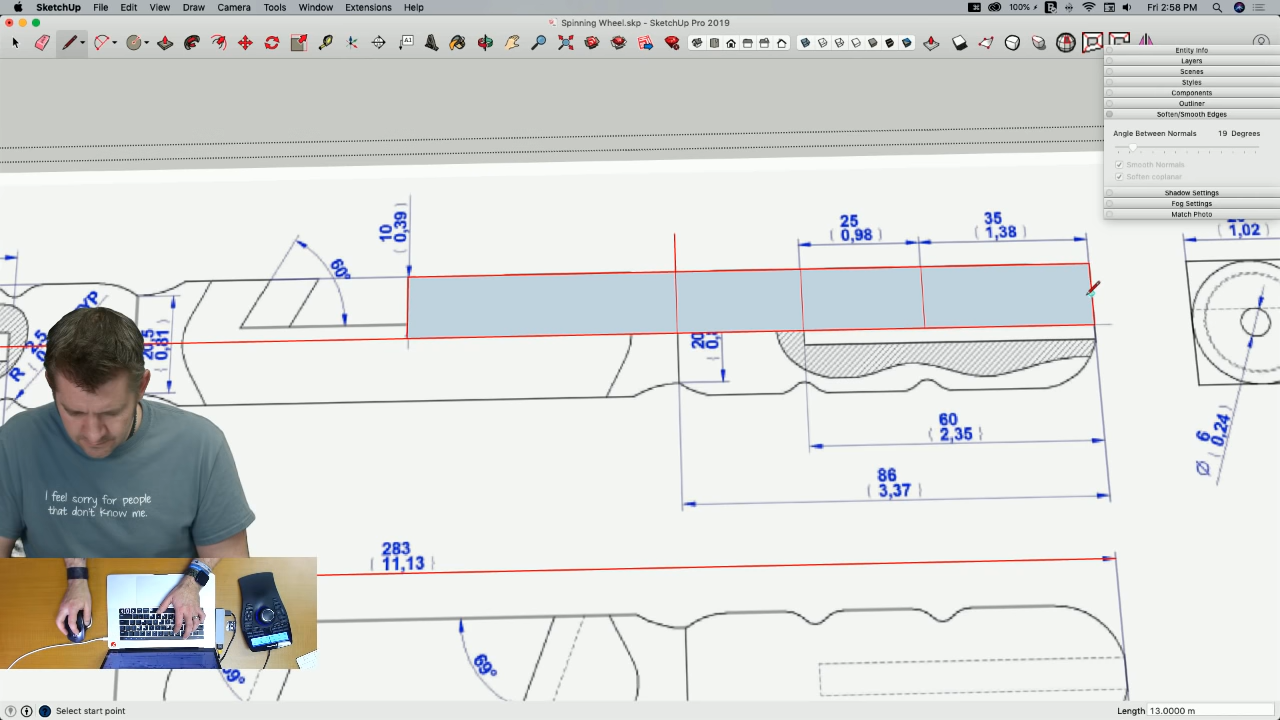 SketchUp File Edit View Draw Camera Tools Window Extensions Help
100% Fri 2:58 PM
Spinning Wheel.skp - SketchUp Pro 2019
A1
Entity Info
Layers
Scenes
Styles
Components
Outliner
Soften/Smooth Edges
Angle Between Normals 19 Degrees
Smooth Normals
Soften coplanar
Shadow Settings
Fog Settings
Match Photo
10
0,39
60°
25
( 0,98 )
35
( 1,38 )
1,02
0,81
60
( 2,35 )
86
( 3,37 )
Ø 6
0,24
283
( 11,13 )
69°
I feel sorry for people
that don't know me.
Select start point
Length 13.0000 m